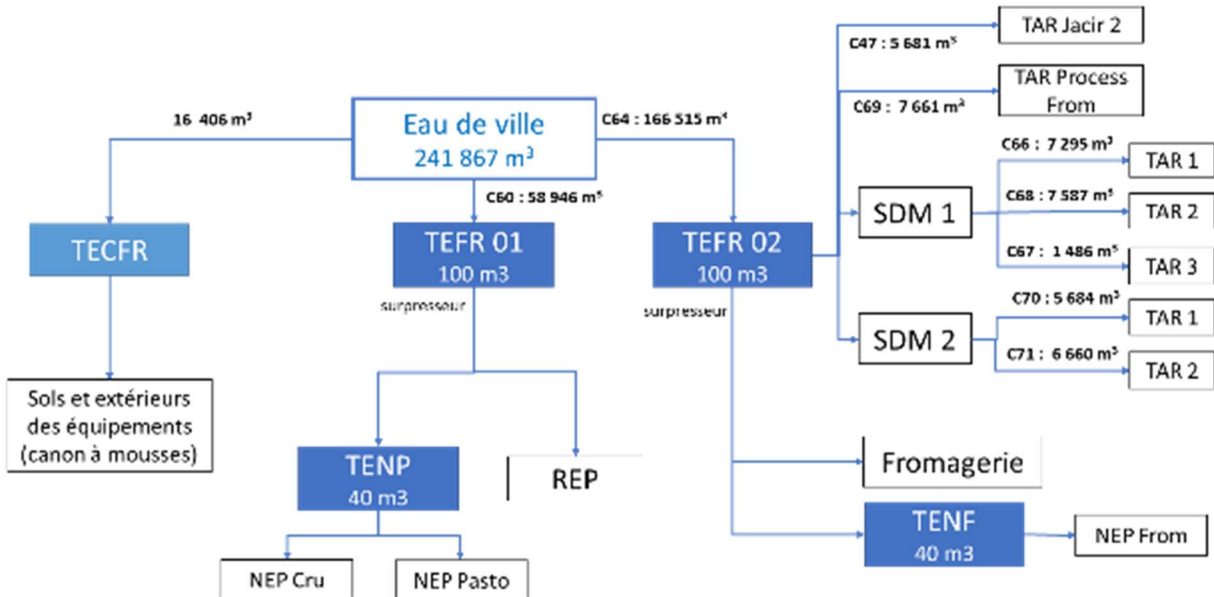 TAR Jacir 2
C47 : 5 681 m³
TAR Process
From
C69 : 7 661 m³
16 406 m³
Eau de ville
241 867 m³
C64 : 166 515 m³
C60 : 58 946 m³
C66 : 7 295 m³
TAR 1
C68 : 7 587 m³
TAR 2
C67 : 1 486 m³
TAR 3
SDM 1
TECFR
TEFR 01
100 m3
TEFR 02
100 m3
surpresseur
surpresseur
C70 : 5 684 m³
TAR 1
SDM 2
C71 : 6 660 m³
TAR 2
Sols et extérieurs
des équipements
(canon à mousses)
TENP
40 m3
REP
Fromagerie
TENF
40 m3
NEP From
NEP Cru
NEP Pasto